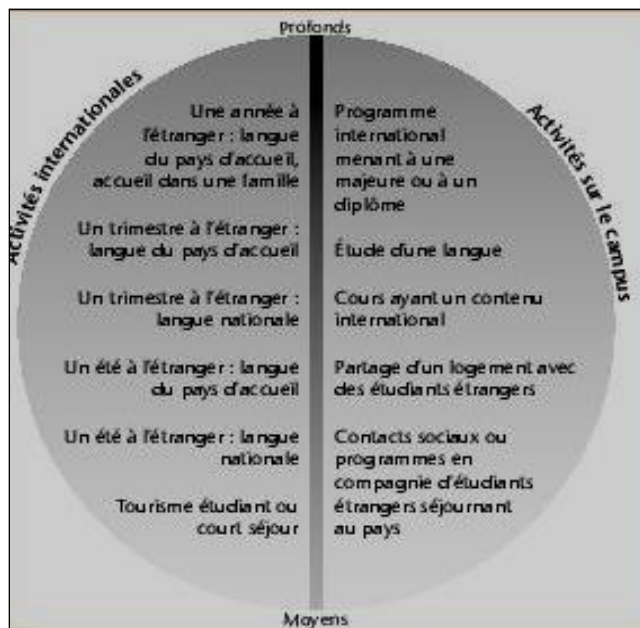 Profonds
Activités internationales
Une année à
l'étranger : langue
du pays d'accueil,
accueil dans une famille
Un trimestre à l'étranger :
langue du pays d'accueil
Un trimestre à l'étranger :
langue nationale
Un été à l'étranger : langue
du pays d'accueil
Un été à l'étranger : langue
nationale
Tourisme étudiant ou
court séjour
Programme
international
menant à une
majeure ou à un
diplôme
Étude d'une langue
Cours ayant un contenu
international
Partage d'un logement avec
des étudiants étrangers
Contacts sociaux ou
programmes en
compagnie d'étudiants
étrangers séjournant
au pays
Activités sur le campus
Moyens